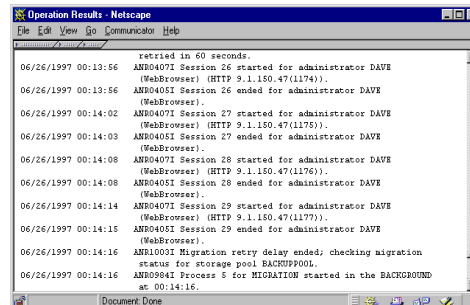 Operation Results - Netscape
File Edit View Go Communicator Help
retried in 60 seconds.
06/26/1997 00:13:56 ANR0407I Session 26 started for administrator DAVE
(WebBrowser) (HTTP 9.1.150.47(1174)).
06/26/1997 00:13:56 ANR0405I Session 26 ended for administrator DAVE
(WebBrowser).
06/26/1997 00:14:02 ANR0407I Session 27 started for administrator DAVE
(WebBrowser) (HTTP 9.1.150.47(1175)).
06/26/1997 00:14:03 ANR0405I Session 27 ended for administrator DAVE
(WebBrowser).
06/26/1997 00:14:08 ANR0407I Session 28 started for administrator DAVE
(WebBrowser) (HTTP 9.1.150.47(1176)).
06/26/1997 00:14:08 ANR0405I Session 28 ended for administrator DAVE
(WebBrowser).
06/26/1997 00:14:14 ANR0407I Session 29 started for administrator DAVE
(WebBrowser) (HTTP 9.1.150.47(1177)).
06/26/1997 00:14:15 ANR0405I Session 29 ended for administrator DAVE
(WebBrowser).
06/26/1997 00:14:16 ANR1003I Migration retry delay ended; checking migration
status for storage pool BACKUPPOOL.
06/26/1997 00:14:16 ANR0984I Process 5 for MIGRATION started in the BACKGROUND
at 00:14:16.
Document: Done